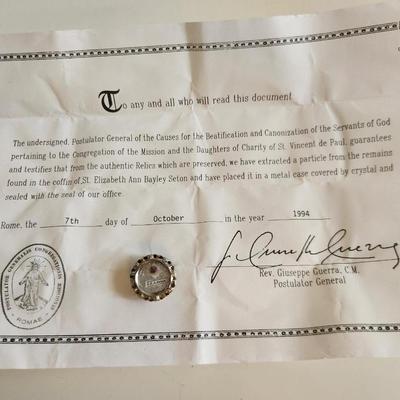 To any and all who will read this document
The undersigned, Postulator General of the Causes for the Beatification and Canonization of the Servants of God
pertaining to the Congregation of the Mission and the Daughters of Charity of St. Vincent de Paul, guarantees
and testifies that from the authentic Relics which are preserved, we have extracted a particle from the remains
found in the coffin of St. Elizabeth Ann Bayley Seton and have placed it in a metal case covered by crystal and
sealed with the seal of our office.
Rome, the 7th day of October in the year 1994
Rev. Giuseppe Guerra, C.M.
Postulator General
POSTULATOR GENERALIS CONGREGATIONIS MISSIONIS
ROMAE